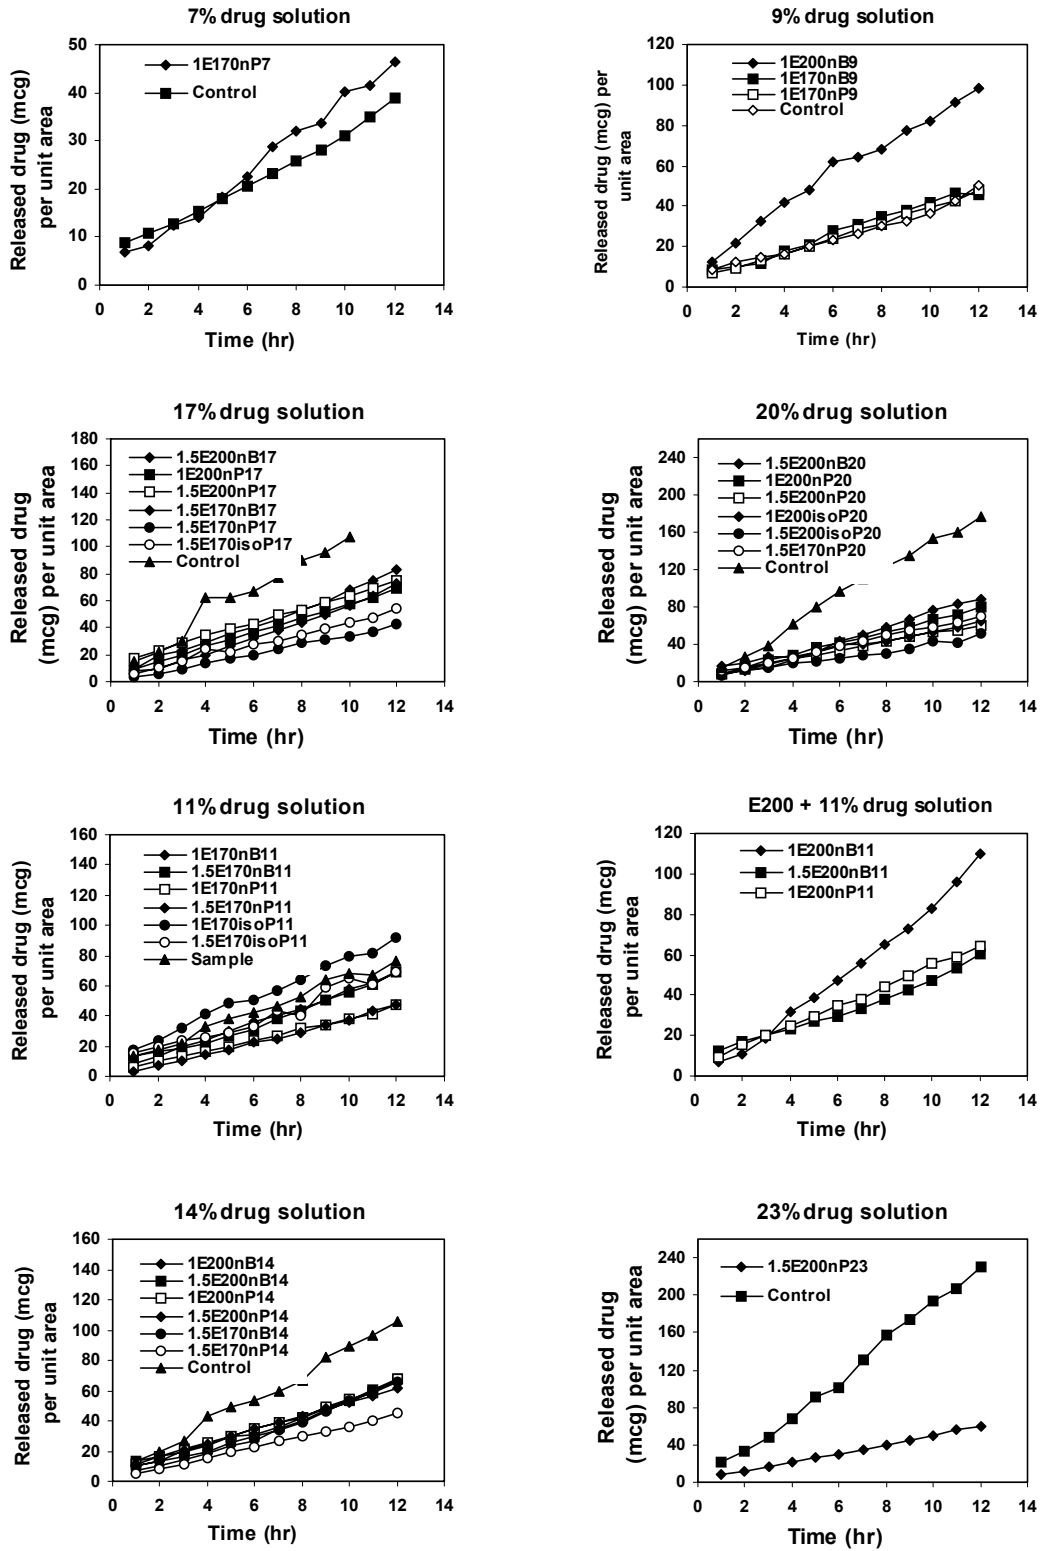 7% drug solution
Released drug (mcg)
per unit area
50
40
30
20
10
0
1E170nP7
Control
0 2 4 6 8 10 12 14
Time (hr)
9% drug solution
Released drug (mcg) per
unit area
120
100
80
60
40
20
0
1E200nB9
1E170nB9
1E170nP9
Control
0 2 4 6 8 10 12 14
Time (hr)
17% drug solution
Released drug
(mcg) per unit area
180
160
140
120
100
80
60
40
20
0
1.5E200nB17
1E200nP17
1.5E200nP17
1.5E170nB17
1.5E170nP17
1.5E170isoP17
Control
0 2 4 6 8 10 12 14
Time (hr)
20% drug solution
Released drug
(mcg) per unit area
240
200
160
120
80
40
0
1.5E200nB20
1E200nP20
1.5E200nP20
1E200isoP20
1.5E200isoP20
1.5E170nP20
Control
0 2 4 6 8 10 12 14
Time (hr)
11% drug solution
Released drug (mcg)
per unit area
160
140
120
100
80
60
40
20
0
1E170nB11
1.5E170nB11
1E170nP11
1.5E170nP11
1E170isoP11
1.5E170isoP11
Sample
0 2 4 6 8 10 12 14
Time (hr)
E200 + 11% drug solution
Released drug (mcg)
per unit area
120
100
80
60
40
20
0
1E200nB11
1.5E200nB11
1E200nP11
0 2 4 6 8 10 12 14
Time (hr)
14% drug solution
Released drug (mcg)
per unit area
160
140
120
100
80
60
40
20
0
1E200nB14
1.5E200nB14
1E200nP14
1.5E200nP14
1.5E170nB14
1.5E170nP14
Control
0 2 4 6 8 10 12 14
Time (hr)
23% drug solution
Released drug
(mcg) per unit area
240
200
160
120
80
40
0
1.5E200nP23
Control
0 2 4 6 8 10 12 14
Time (hr)